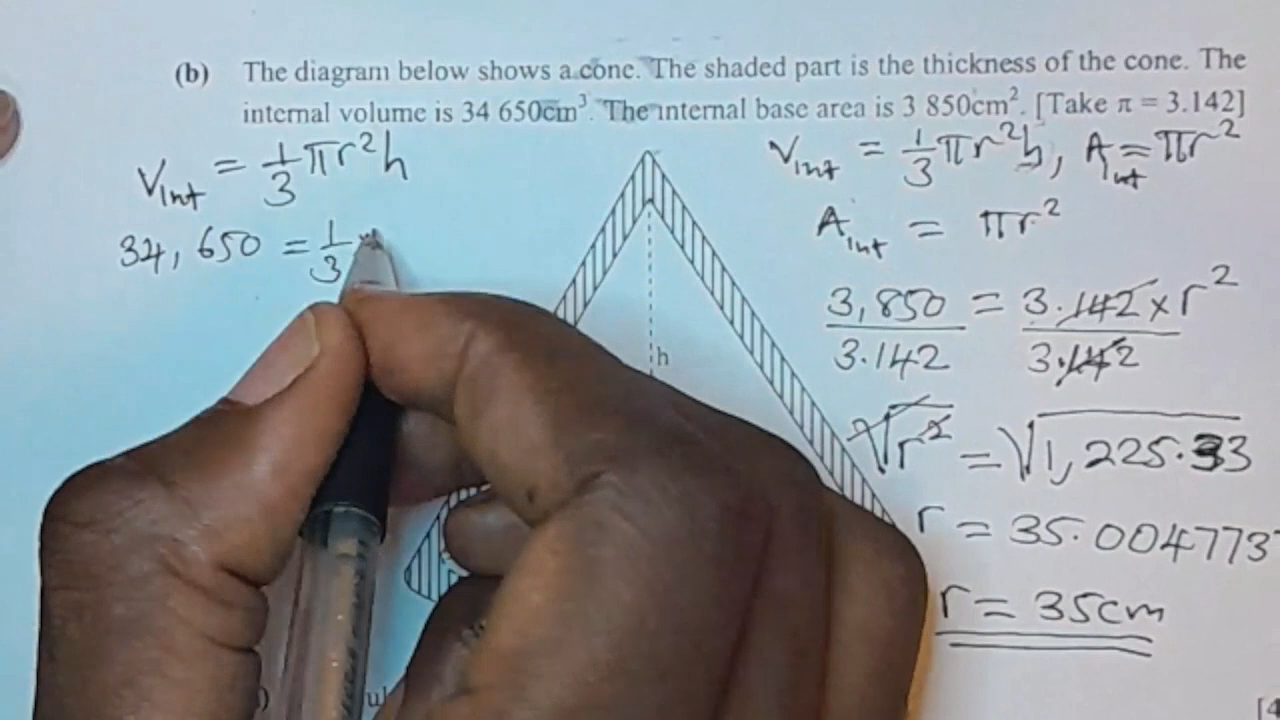 (b) The diagram below shows a cone. The shaded part is the thickness of the cone. The
internal volume is 34 650cm³. The internal base area is 3 850cm². [Take π = 3.142]
V_int = 1/3 πr²h
34,650 = 1/3
h
V_int = 1/3 πr²h, A_int = πr²
A_int = πr²
3,850/3.142 = 3.142 × r²/3.142
√r² = √1,225.33
r = 35.0047737
r = 35cm
[4